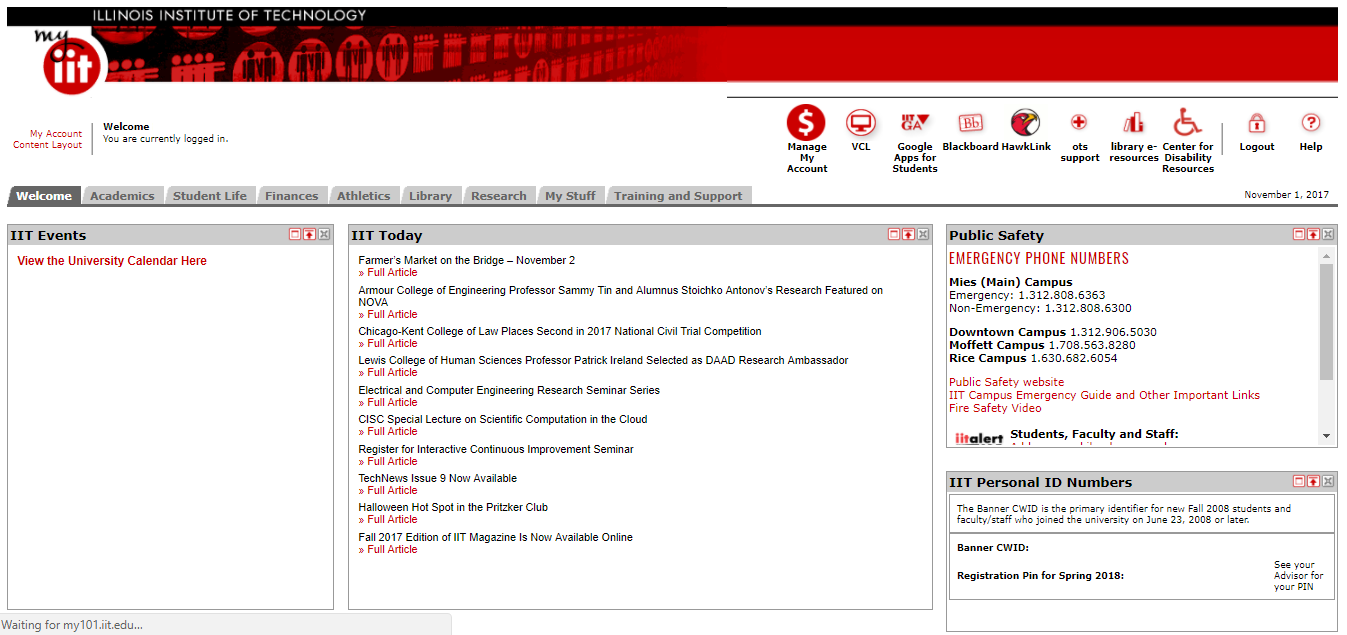 ILLINOIS INSTITUTE OF TECHNOLOGY
my
iit
My Account
Content Layout
Welcome
You are currently logged in.
$
Manage
My
Account
VCL
IIT
GA
Google
Apps for
Students
Bb
Blackboard
HawkLink
ots
support
library e-
resources
Center for
Disability
Resources
Logout
?
Help
Welcome
Academics
Student Life
Finances
Athletics
Library
Research
My Stuff
Training and Support
November 1, 2017
IIT Events
View the University Calendar Here
IIT Today
Farmer's Market on the Bridge – November 2
» Full Article
Armour College of Engineering Professor Sammy Tin and Alumnus Stoichko Antonov's Research Featured on
NOVA
» Full Article
Chicago-Kent College of Law Places Second in 2017 National Civil Trial Competition
» Full Article
Lewis College of Human Sciences Professor Patrick Ireland Selected as DAAD Research Ambassador
» Full Article
Electrical and Computer Engineering Research Seminar Series
» Full Article
CISC Special Lecture on Scientific Computation in the Cloud
» Full Article
Register for Interactive Continuous Improvement Seminar
» Full Article
TechNews Issue 9 Now Available
» Full Article
Halloween Hot Spot in the Pritzker Club
» Full Article
Fall 2017 Edition of IIT Magazine Is Now Available Online
» Full Article
Public Safety
EMERGENCY PHONE NUMBERS
Mies (Main) Campus
Emergency: 1.312.808.6363
Non-Emergency: 1.312.808.6300
Downtown Campus 1.312.906.5030
Moffett Campus 1.708.563.8280
Rice Campus 1.630.682.6054
Public Safety website
IIT Campus Emergency Guide and Other Important Links
Fire Safety Video
iitalert Students, Faculty and Staff:
IIT Personal ID Numbers
The Banner CWID is the primary identifier for new Fall 2008 students and
faculty/staff who joined the university on June 23, 2008 or later.
Banner CWID:
Registration Pin for Spring 2018:
See your
Advisor for
your PIN
Waiting for my101.iit.edu...